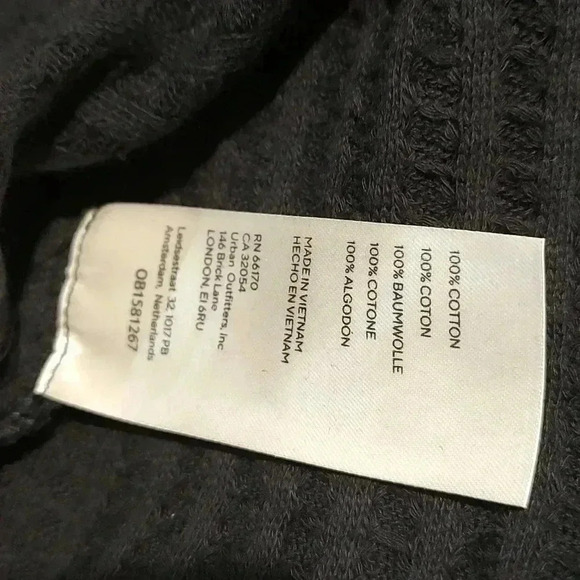 100% COTTON
100% COTON
100% BAUMWOLLE
100% COTONE
100% ALGODÓN
MADE IN VIETNAM
HECHO EN VIETNAM
RN 66170
CA 32054
Urban Outfitters, Inc
146 Brick Lane
LONDON, E1 6RU
Leidsestraat 32, 1017 PB
Amsterdam, Netherlands
OB1581267